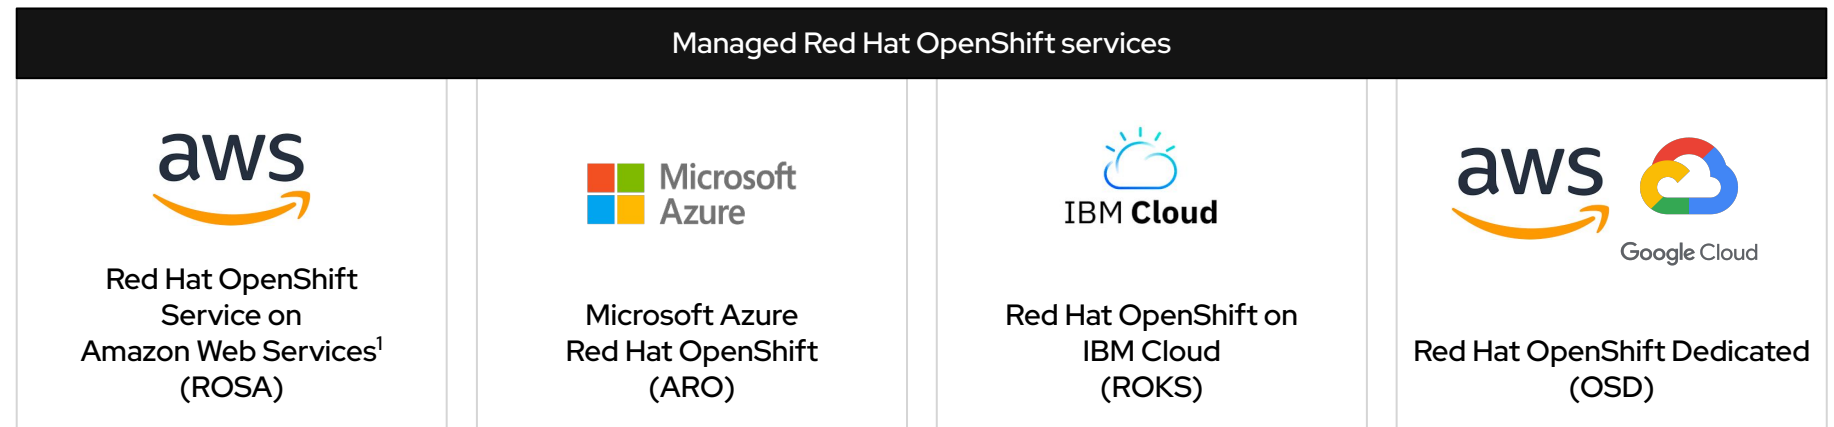 Managed Red Hat OpenShift services
aws
Red Hat OpenShift
Service on
Amazon Web Services¹
(ROSA)
Microsoft
Azure
Microsoft Azure
Red Hat OpenShift
(ARO)
IBM Cloud
Red Hat OpenShift on
IBM Cloud
(ROKS)
aws
Google Cloud
Red Hat OpenShift Dedicated
(OSD)